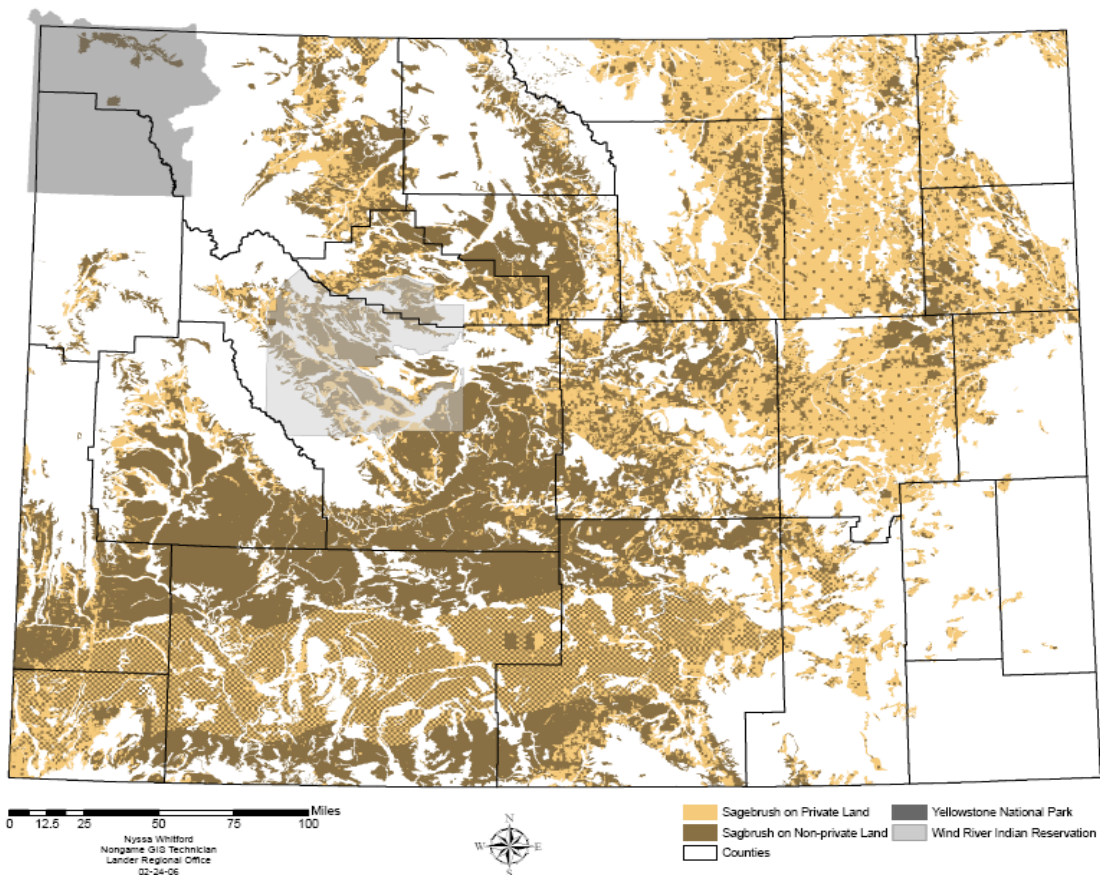 0 12.5 25 50 75 100 Miles
Nyssa Whitford
Nongame GIS Technician
Lander Regional Office
02-24-06
N
W E
S
Sagebrush on Private Land
Sagbrush on Non-private Land
Counties
Yellowstone National Park
Wind River Indian Reservation